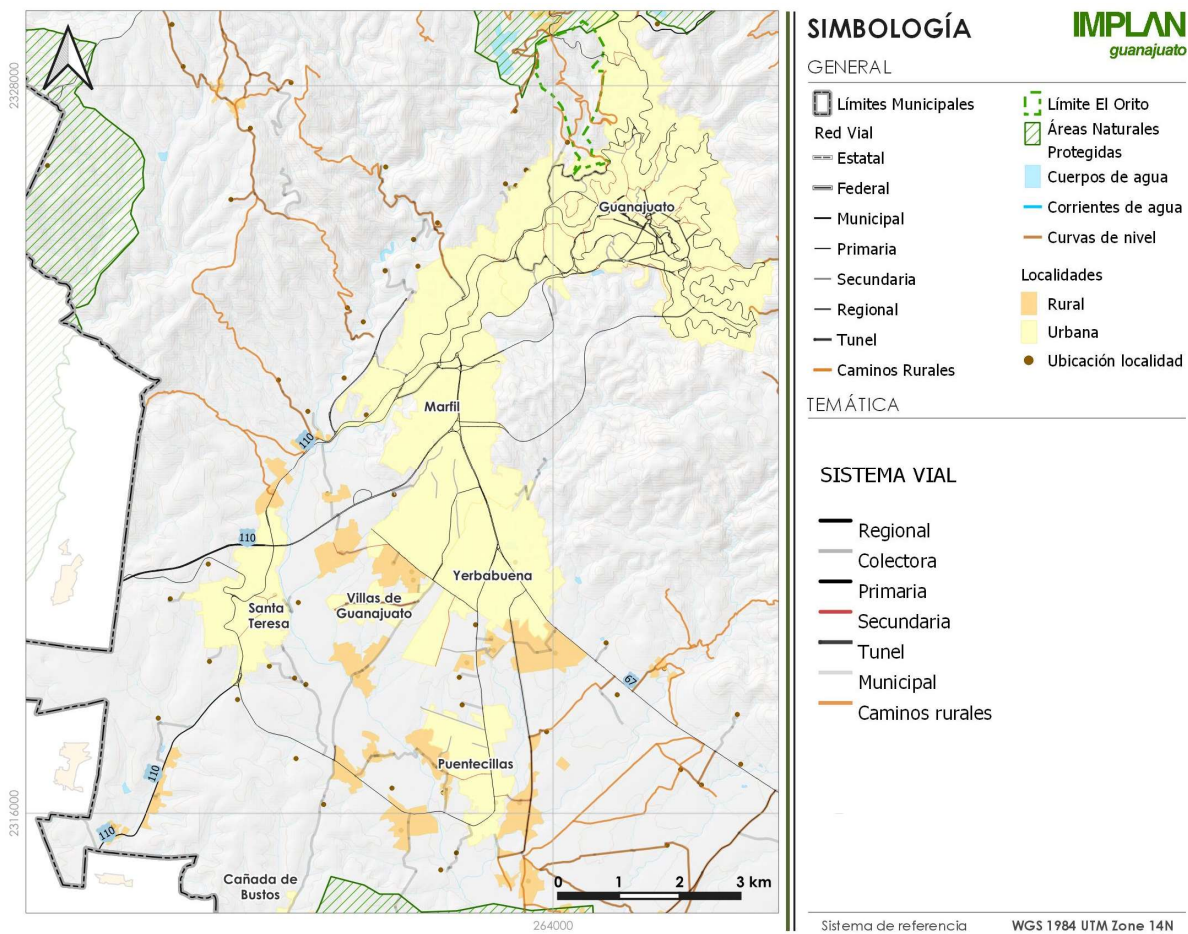 2328000
2316000
264000
Guanajuato
Marfil
110
110
Yerbabuena
Villas de
Guanajuato
Santa
Teresa
67
Puentecillas
110
110
Cañada de
Bustos
0 1 2 3 km
SIMBOLOGÍA
IMPLAN
guanajuato
GENERAL
Límites Municipales
Red Vial
Estatal
Federal
Municipal
Primaria
Secundaria
Regional
Tunel
Caminos Rurales
Límite El Orito
Áreas Naturales
Protegidas
Cuerpos de agua
Corrientes de agua
Curvas de nivel
Localidades
Rural
Urbana
Ubicación localidad
TEMÁTICA
SISTEMA VIAL
Regional
Colectora
Primaria
Secundaria
Tunel
Municipal
Caminos rurales
Sistema de referencia WGS 1984 UTM Zone 14N